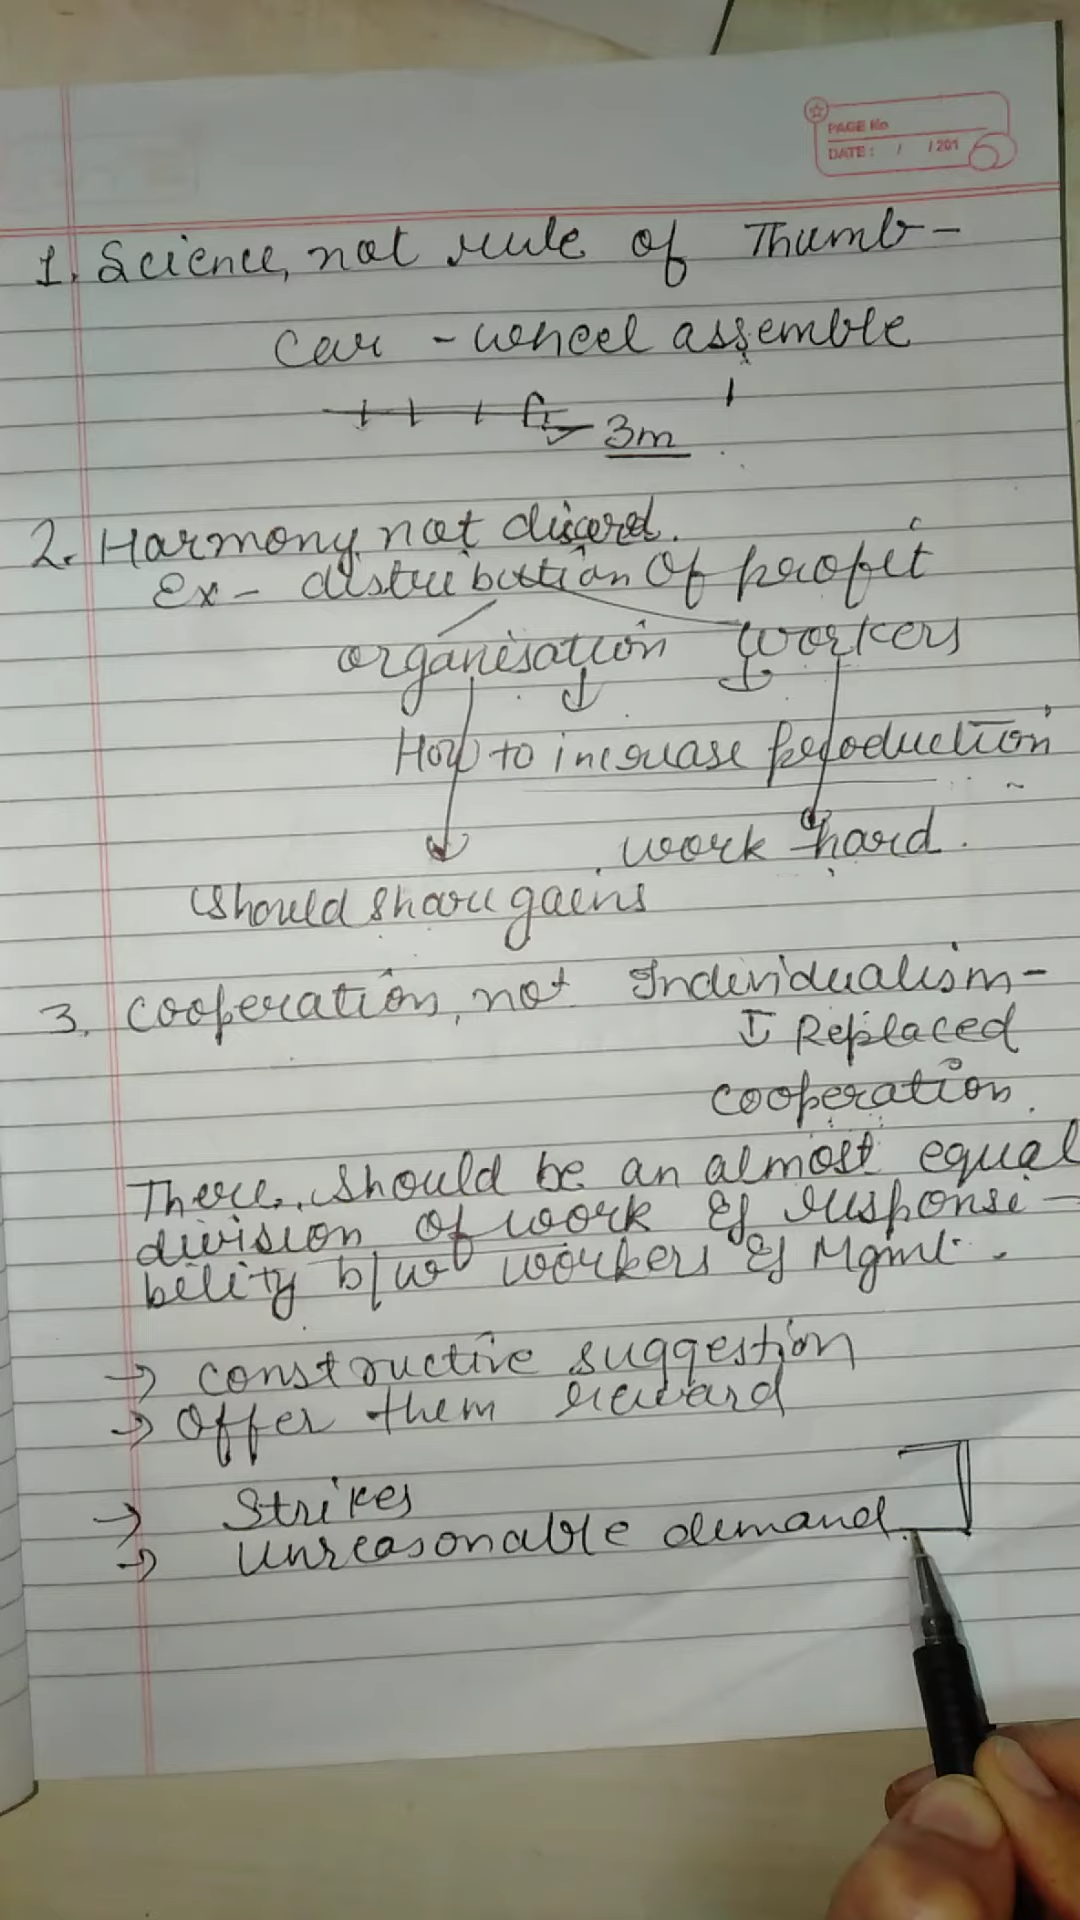 PAGE No
DATE: / /201
1. Science, not rule of Thumb -
Car - wheel assemble
3m
2. Harmony, not discord.
Ex - distribution of profit
organisation workers
How to increase production
work hard.
should share gains
3. Cooperation, not Individualism -
Replaced
cooperation.
There should be an almost equal
division of work & responsi-
bility b/w workers & Mgmt.
→ constructive suggestion
→ offer them reward
→ Strikes
→ Unreasonable demand